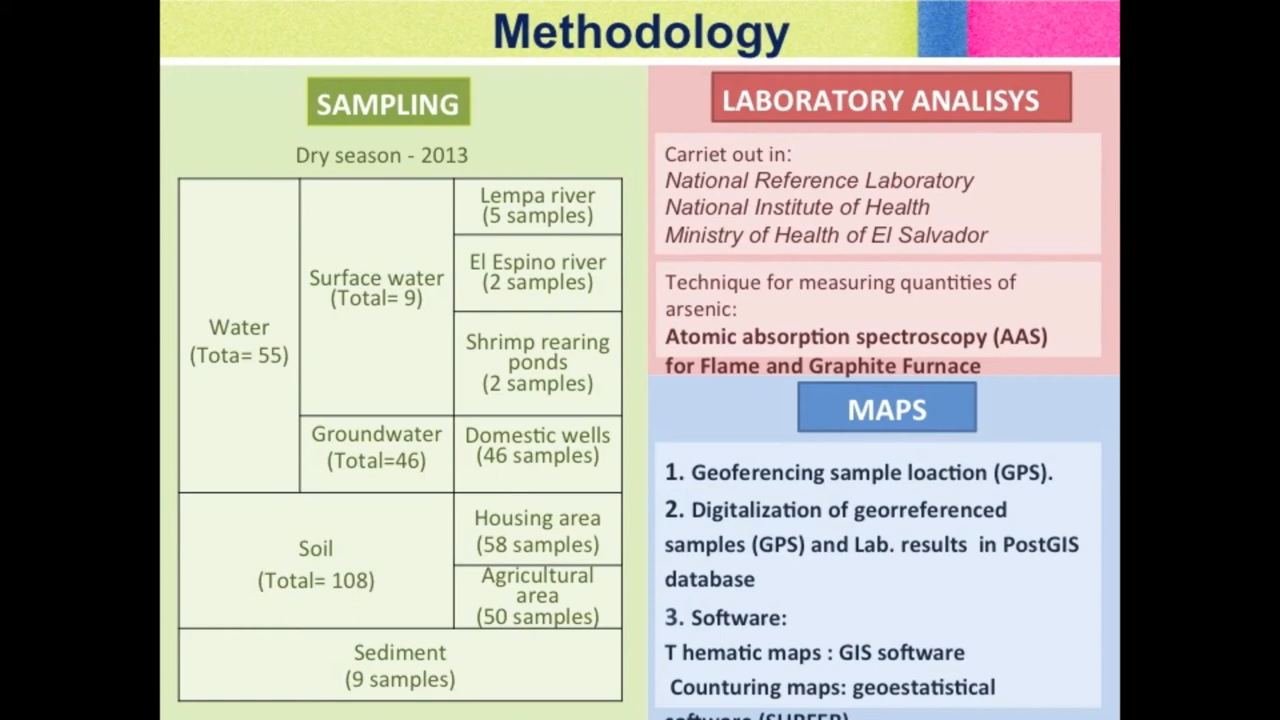 Methodology
SAMPLING
Dry season - 2013
Water
(Tota= 55)
Surface water
(Total= 9)
Lempa river
(5 samples)
El Espino river
(2 samples)
Shrimp rearing
ponds
(2 samples)
Groundwater
(Total=46)
Domestic wells
(46 samples)
Soil
(Total= 108)
Housing area
(58 samples)
Agricultural
area
(50 samples)
Sediment
(9 samples)
LABORATORY ANALISYS
Carriet out in:
National Reference Laboratory
National Institute of Health
Ministry of Health of El Salvador
Technique for measuring quantities of
arsenic:
Atomic absorption spectroscopy (AAS)
for Flame and Graphite Furnace
MAPS
1. Geoferencing sample loaction (GPS).
2. Digitalization of georreferenced
samples (GPS) and Lab. results in PostGIS
database
3. Software:
T hematic maps : GIS software
Counturing maps: geoestatistical
software (SURFER)